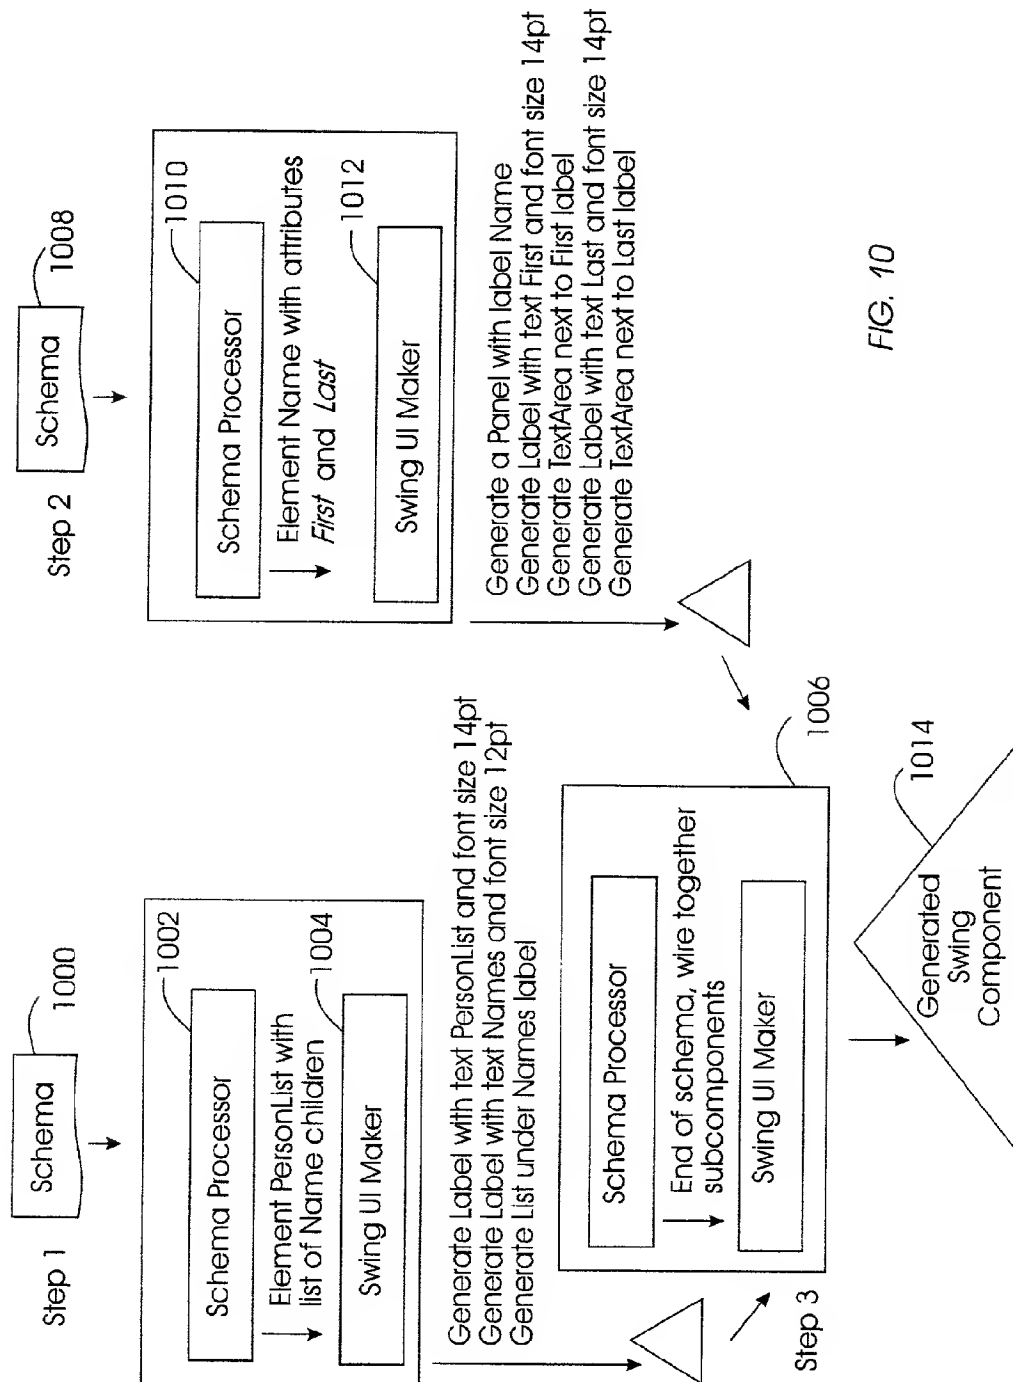 Step 1
Schema
1000
1002
Schema Processor
Element PersonList with
list of Name children
1004
Swing UI Maker
Generate Label with text PersonList and font size 14pt
Generate Label with text Names and font size 12pt
Generate List under Names label
Step 2
Schema
1008
1010
Schema Processor
Element Name with attributes
First and Last
1012
Swing UI Maker
Generate a Panel with label Name
Generate Label with text First and font size 14pt
Generate TextArea next to First label
Generate Label with text Last and font size 14pt
Generate TextArea next to Last label
Step 3
1006
Schema Processor
End of schema, wire together
subcomponents
Swing UI Maker
1014
Generated
Swing
Component
FIG. 10